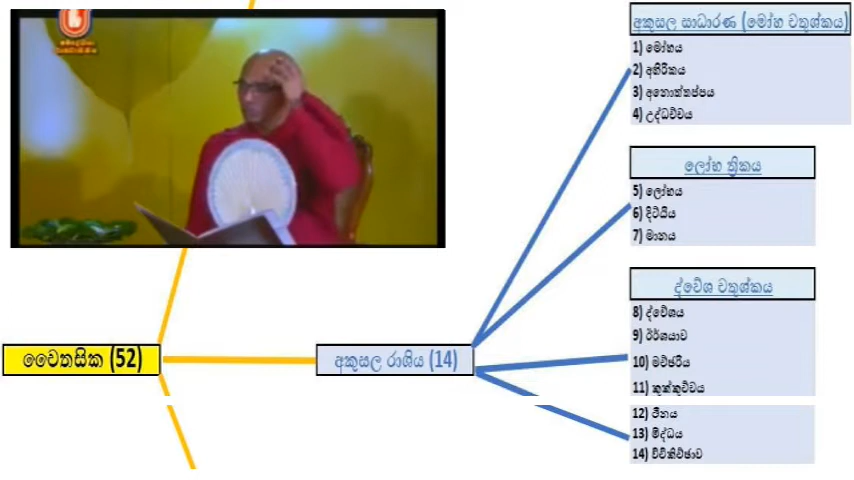 අකුසල සාධාරණ (මෝහ චතුශ්කය)
1) මෝහය
2) අහිරිකය
3) අනොත්තප්පය
4) උද්ධච්චය
ලෝභ ත්‍රිකය
5) ලෝභය
6) දිට්ඨිය
7) මානය
ද්වේශ චතුශ්කය
8) ද්වේශය
9) ඊර්ශයාව
10) මච්ඡරිය
11) කුක්කුච්චය
12) ථීනය
13) මිද්ධය
14) විචිකිච්ඡාව
චෛතසික (52)
අකුසල රාශිය (14)